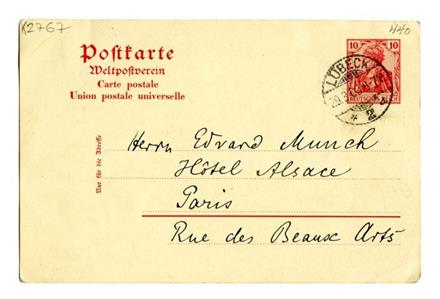 K2767
440
Postkarte
Weltpostverein
Carte postale
Union postale universelle
10 10
LÜBECK
* 2
Nur für die Adresse
Herrn Edvard Munch
Hôtel Alsace
Paris
Rue des Beaux Arts